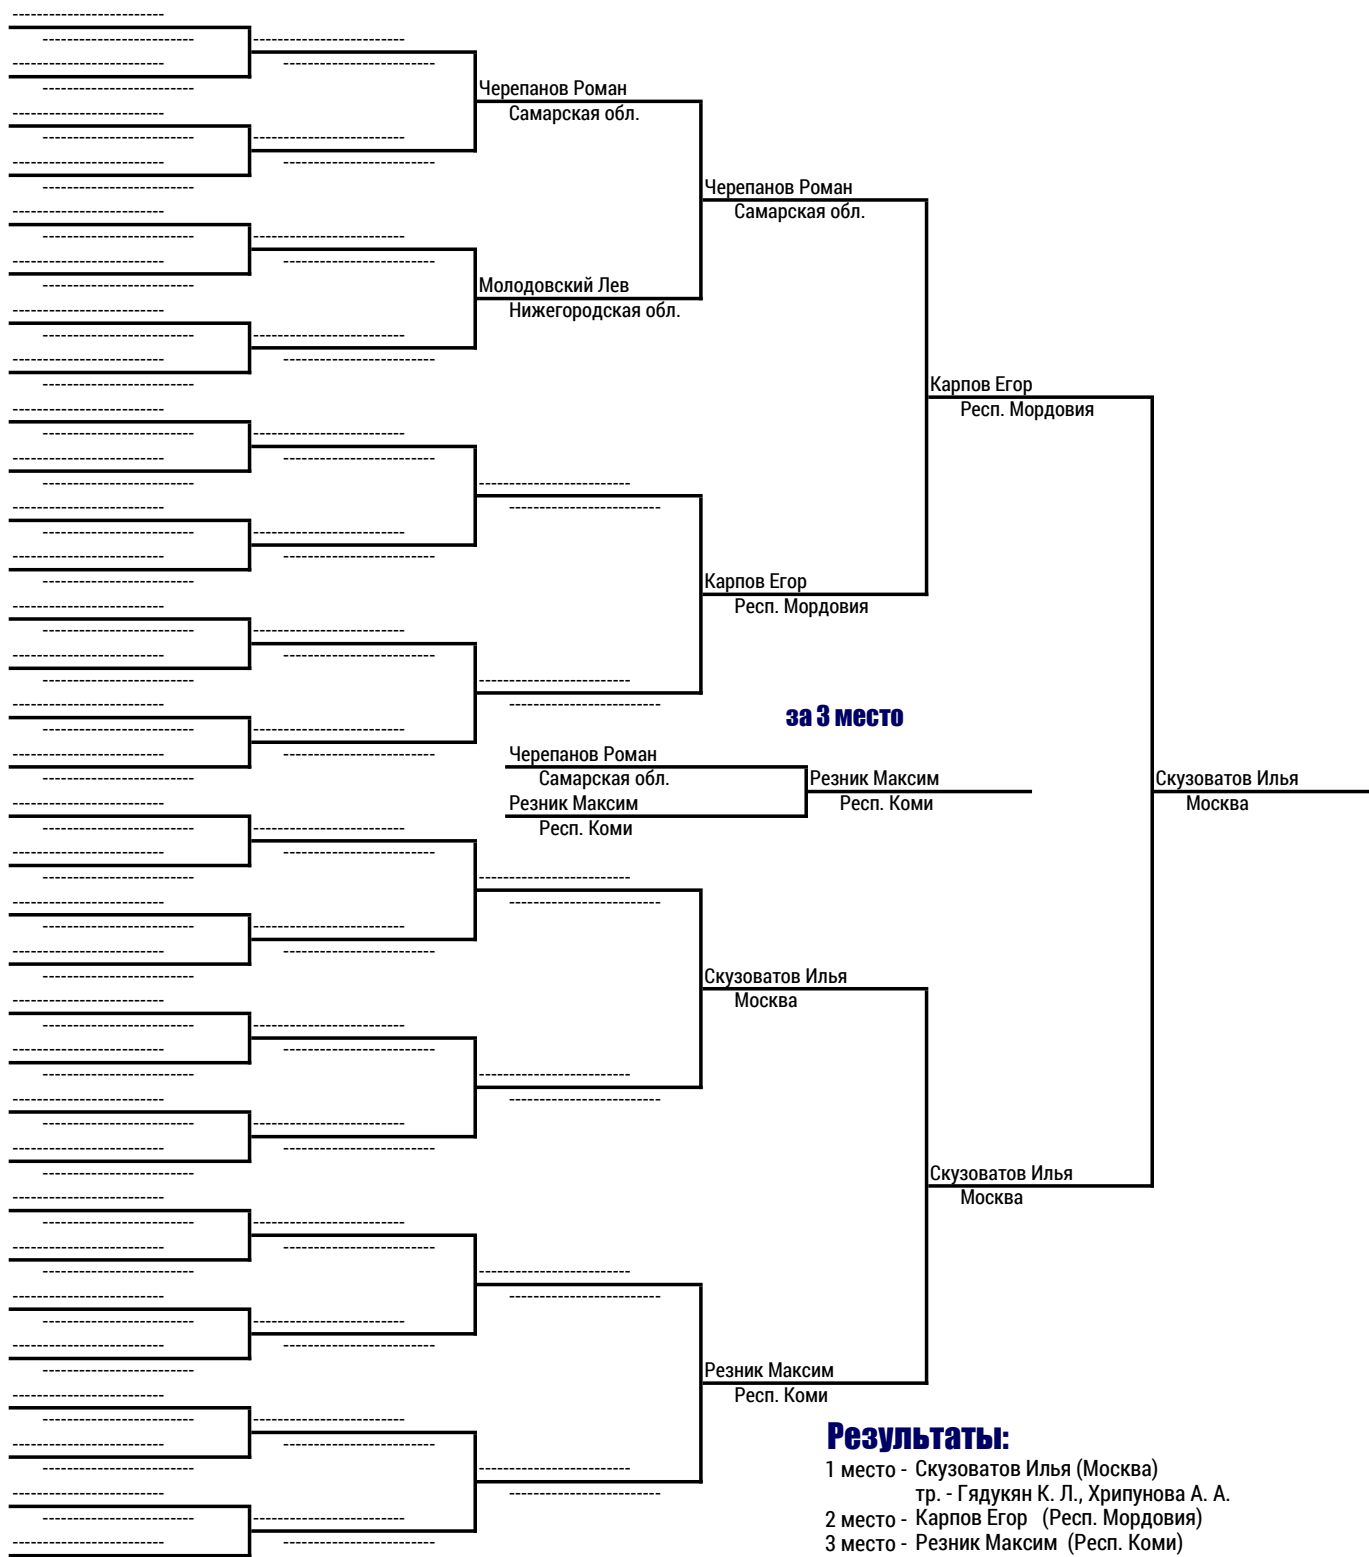 Черепанов Роман
Самарская обл.
Черепанов Роман
Самарская обл.
Молодовский Лев
Нижегородская обл.
Карпов Егор
Респ. Мордовия
Карпов Егор
Респ. Мордовия
за 3 место
Черепанов Роман
Самарская обл.
Резник Максим
Респ. Коми
Резник Максим
Респ. Коми
Скузоватов Илья
Москва
Скузоватов Илья
Москва
Скузоватов Илья
Москва
Резник Максим
Респ. Коми
Результаты:
1 место - Скузоватов Илья (Москва)
тр. - Гядукян К. Л., Хрипунова А. А.
2 место - Карпов Егор (Респ. Мордовия)
3 место - Резник Максим (Респ. Коми)